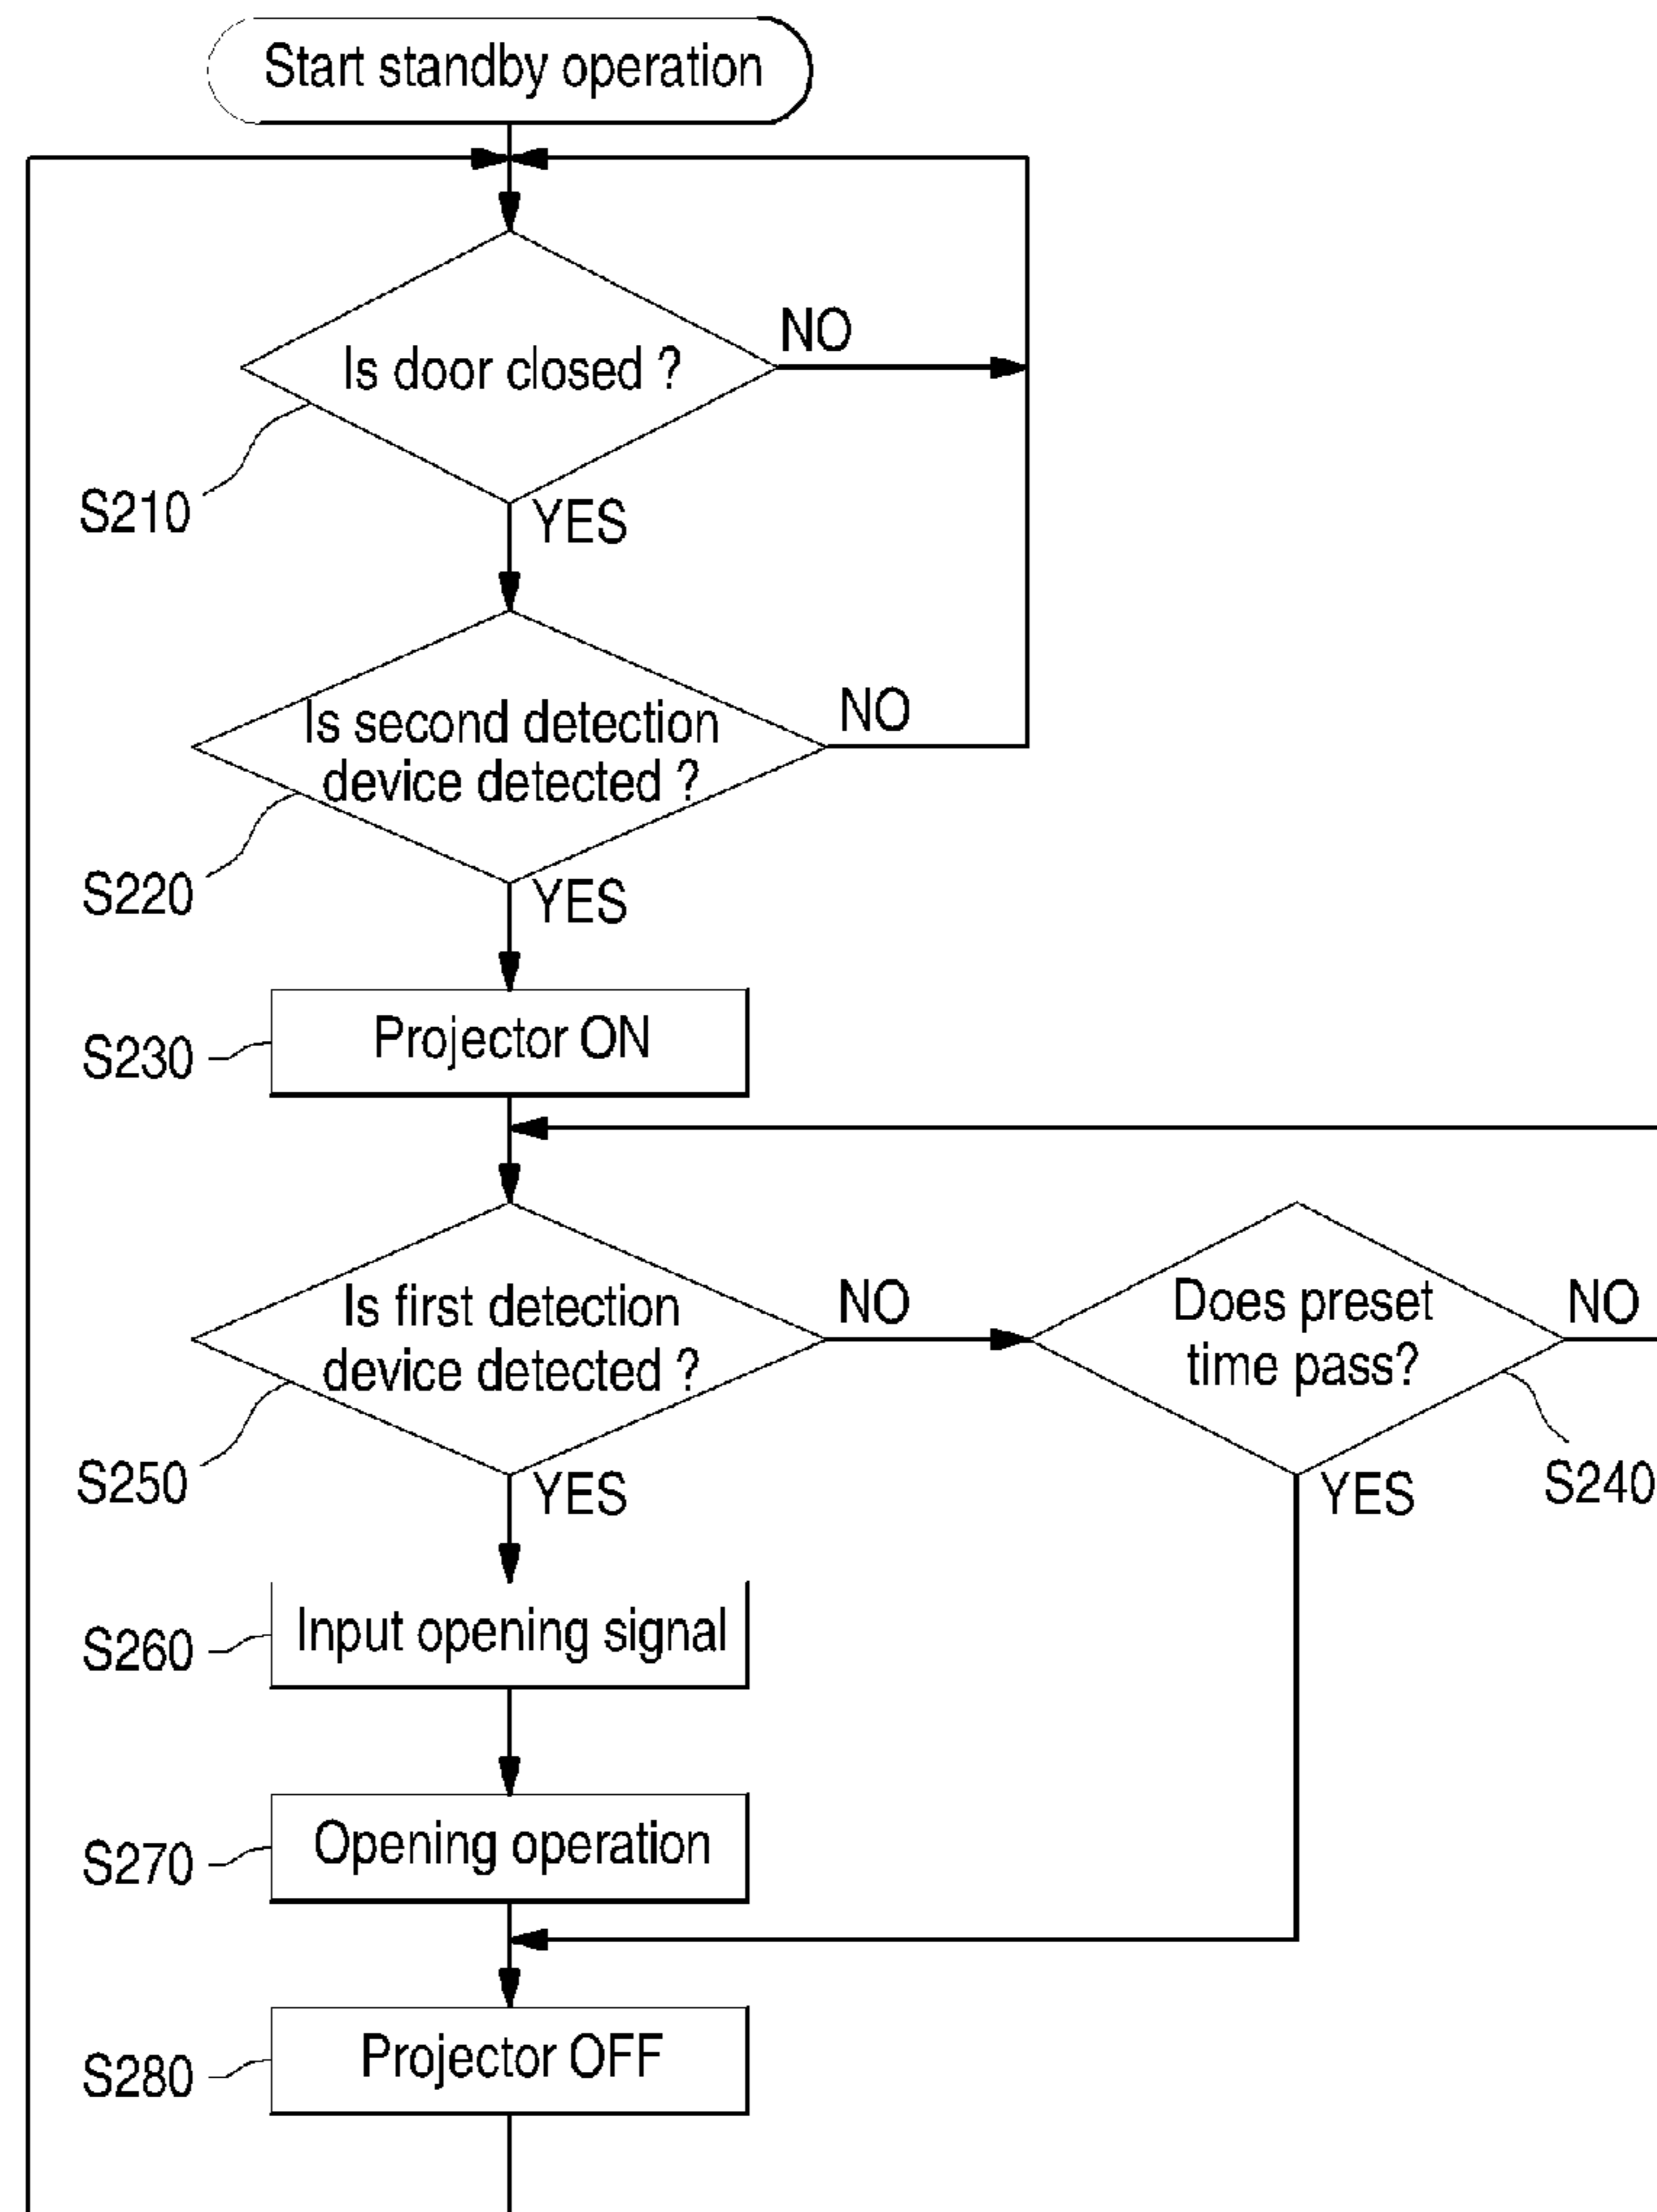 Start standby operation
NO
Is door closed ?
S210
YES
NO
Is second detection
device detected ?
S220
YES
Projector ON
S230
NO
Does preset
NO
Is first detection
time pass?
device detected ?
S250
YES
YES
S240
Input opening signal
S260
Opening operation
S270
Projector OFF
S280